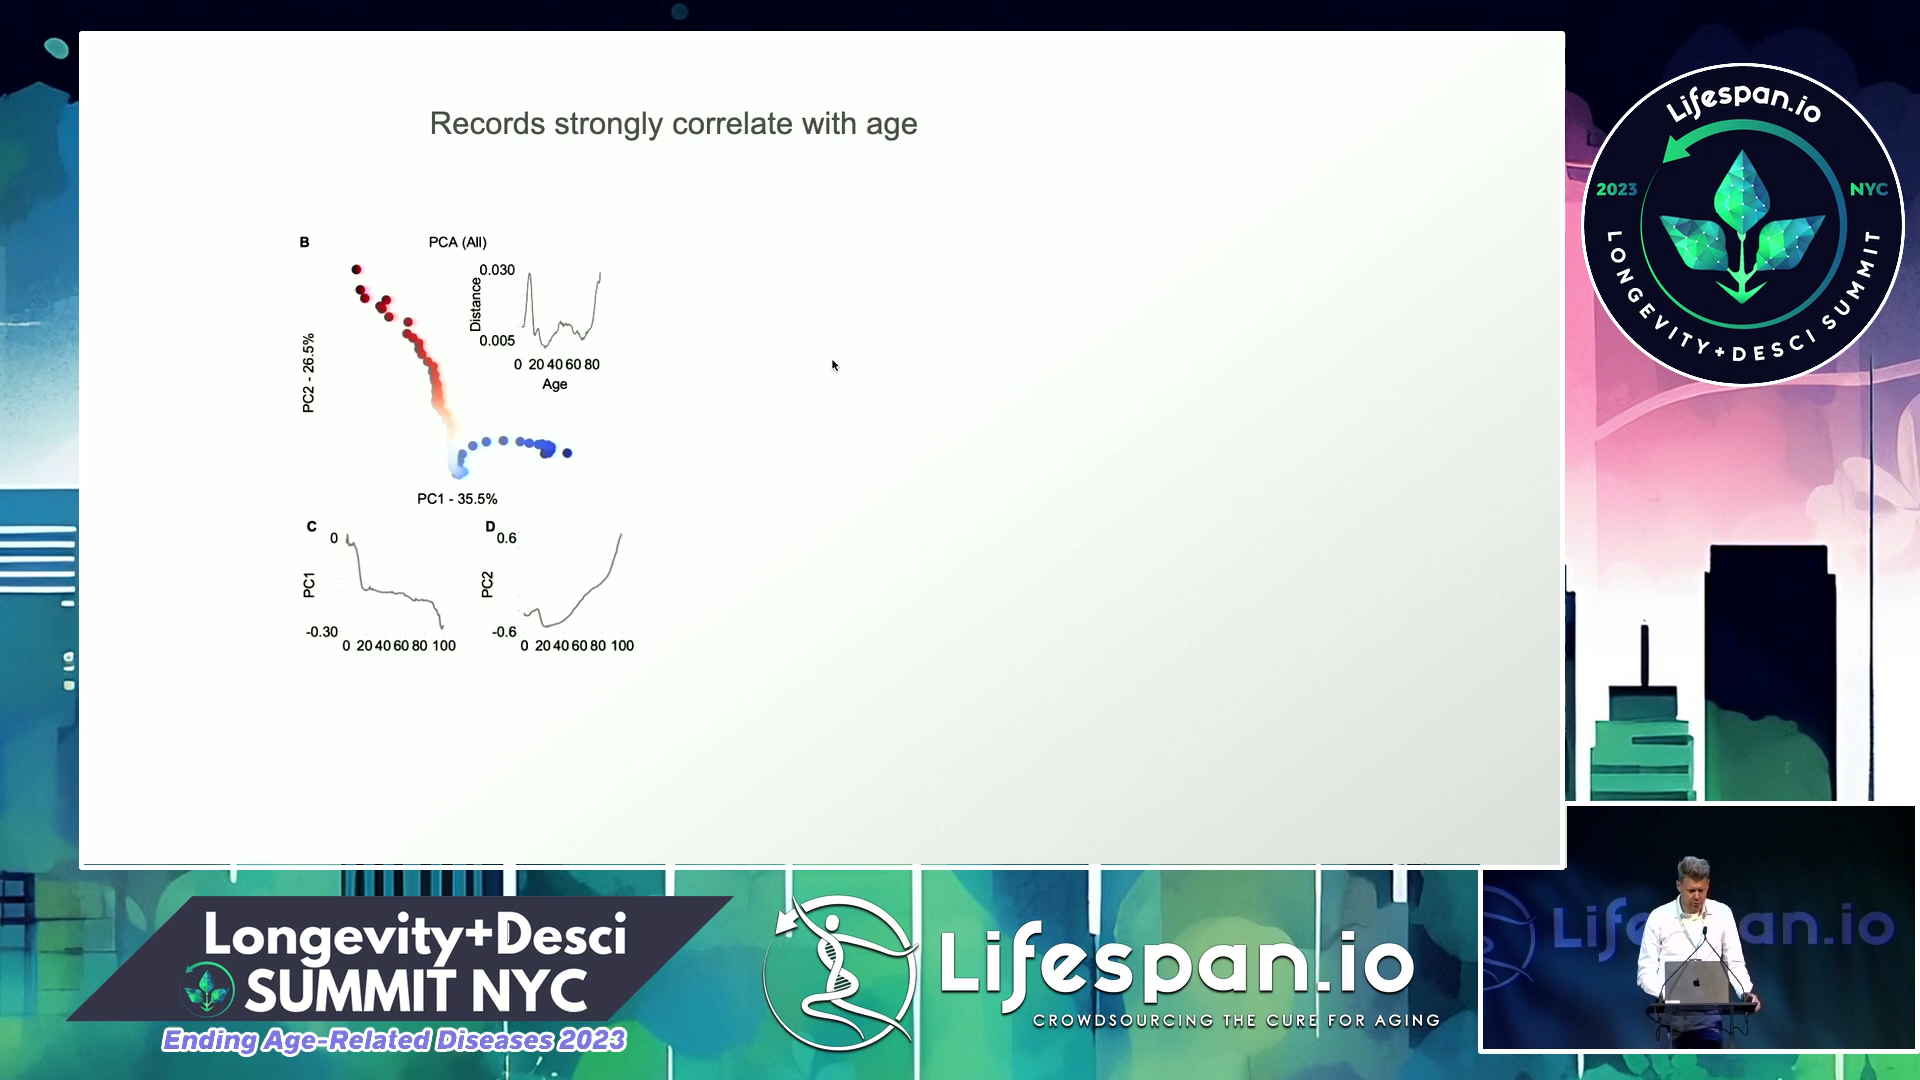 Records strongly correlate with age
B
PCA (All)
0.030
Distance
0.005
0 20 40 60 80
Age
PC2 - 26.5%
PC1 - 35.5%
C
0
PC1
-0.30
0 20 40 60 80 100
D
0.6
PC2
-0.6
0 20 40 60 80 100
Lifespan.io
2023
NYC
LONGEVITY+DESCI SUMMIT
Longevity+Desci
SUMMIT NYC
Ending Age-Related Diseases 2023
Lifespan.io
CROWDSOURCING THE CURE FOR AGING
Lifespan.io